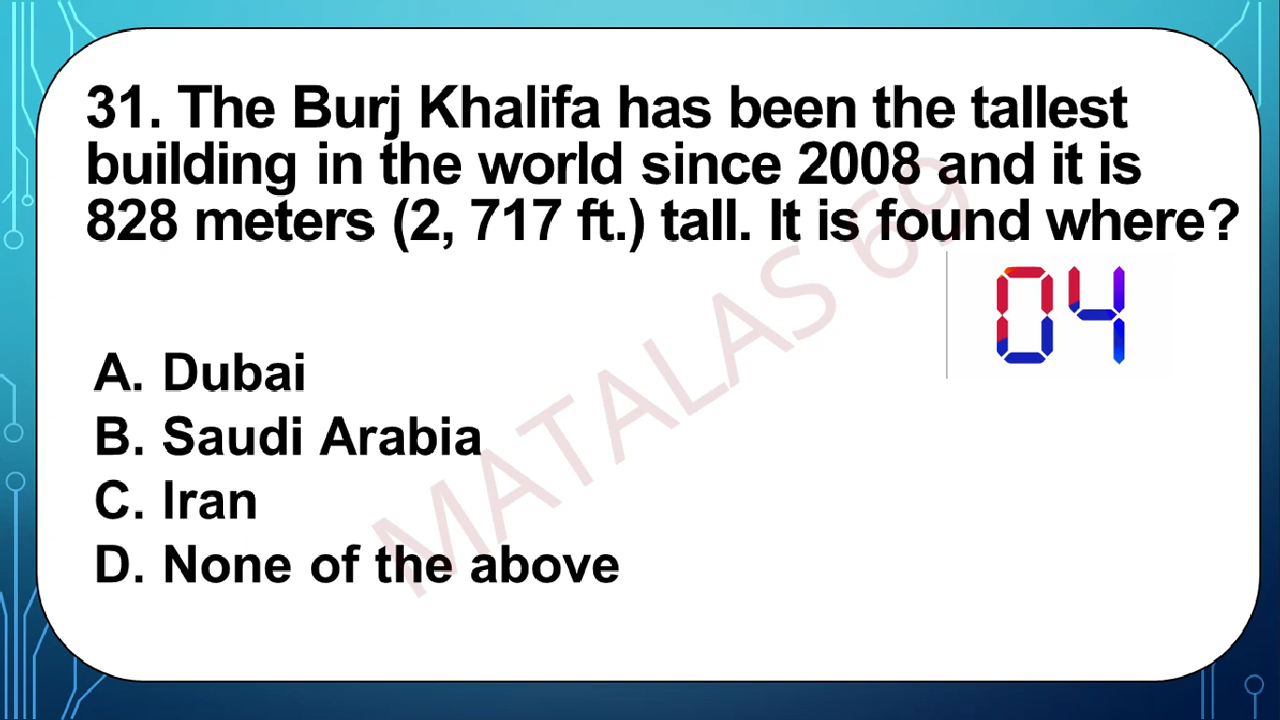 31. The Burj Khalifa has been the tallest
building in the world since 2008 and it is
828 meters (2, 717 ft.) tall. It is found where?
04
A. Dubai
B. Saudi Arabia
C. Iran
D. None of the above
MATALAS 69